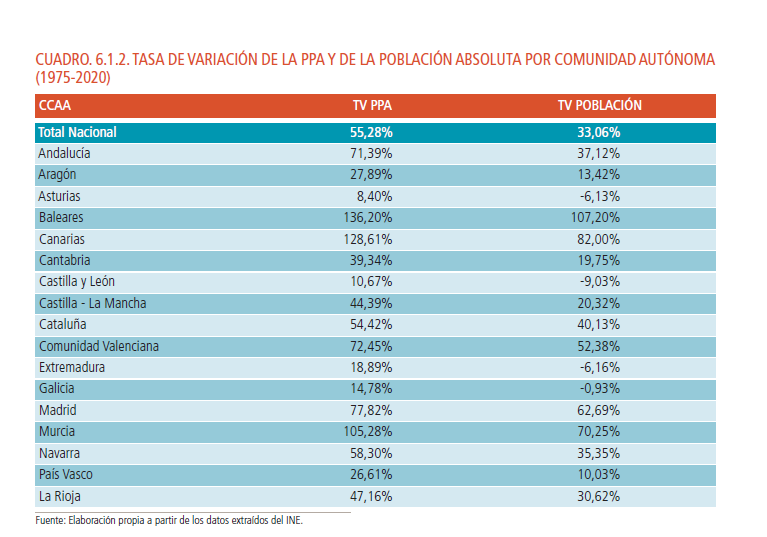 CUADRO. 6.1.2. TASA DE VARIACIÓN DE LA PPA Y DE LA POBLACIÓN ABSOLUTA POR COMUNIDAD AUTÓNOMA
(1975-2020)
CCAA TV PPA TV POBLACIÓN
Total Nacional 55,28% 33,06%
Andalucía 71,39% 37,12%
Aragón 27,89% 13,42%
Asturias 8,40% -6,13%
Baleares 136,20% 107,20%
Canarias 128,61% 82,00%
Cantabria 39,34% 19,75%
Castilla y León 10,67% -9,03%
Castilla - La Mancha 44,39% 20,32%
Cataluña 54,42% 40,13%
Comunidad Valenciana 72,45% 52,38%
Extremadura 18,89% -6,16%
Galicia 14,78% -0,93%
Madrid 77,82% 62,69%
Murcia 105,28% 70,25%
Navarra 58,30% 35,35%
País Vasco 26,61% 10,03%
La Rioja 47,16% 30,62%
Fuente: Elaboración propia a partir de los datos extraídos del INE.